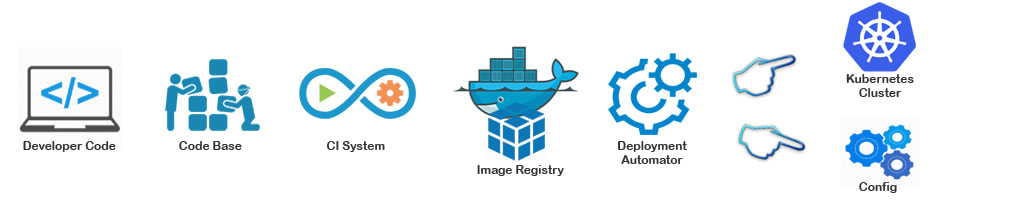 </>
Developer Code
Code Base
CI System
Image Registry
Deployment
Automator
Kubernetes
Cluster
Config